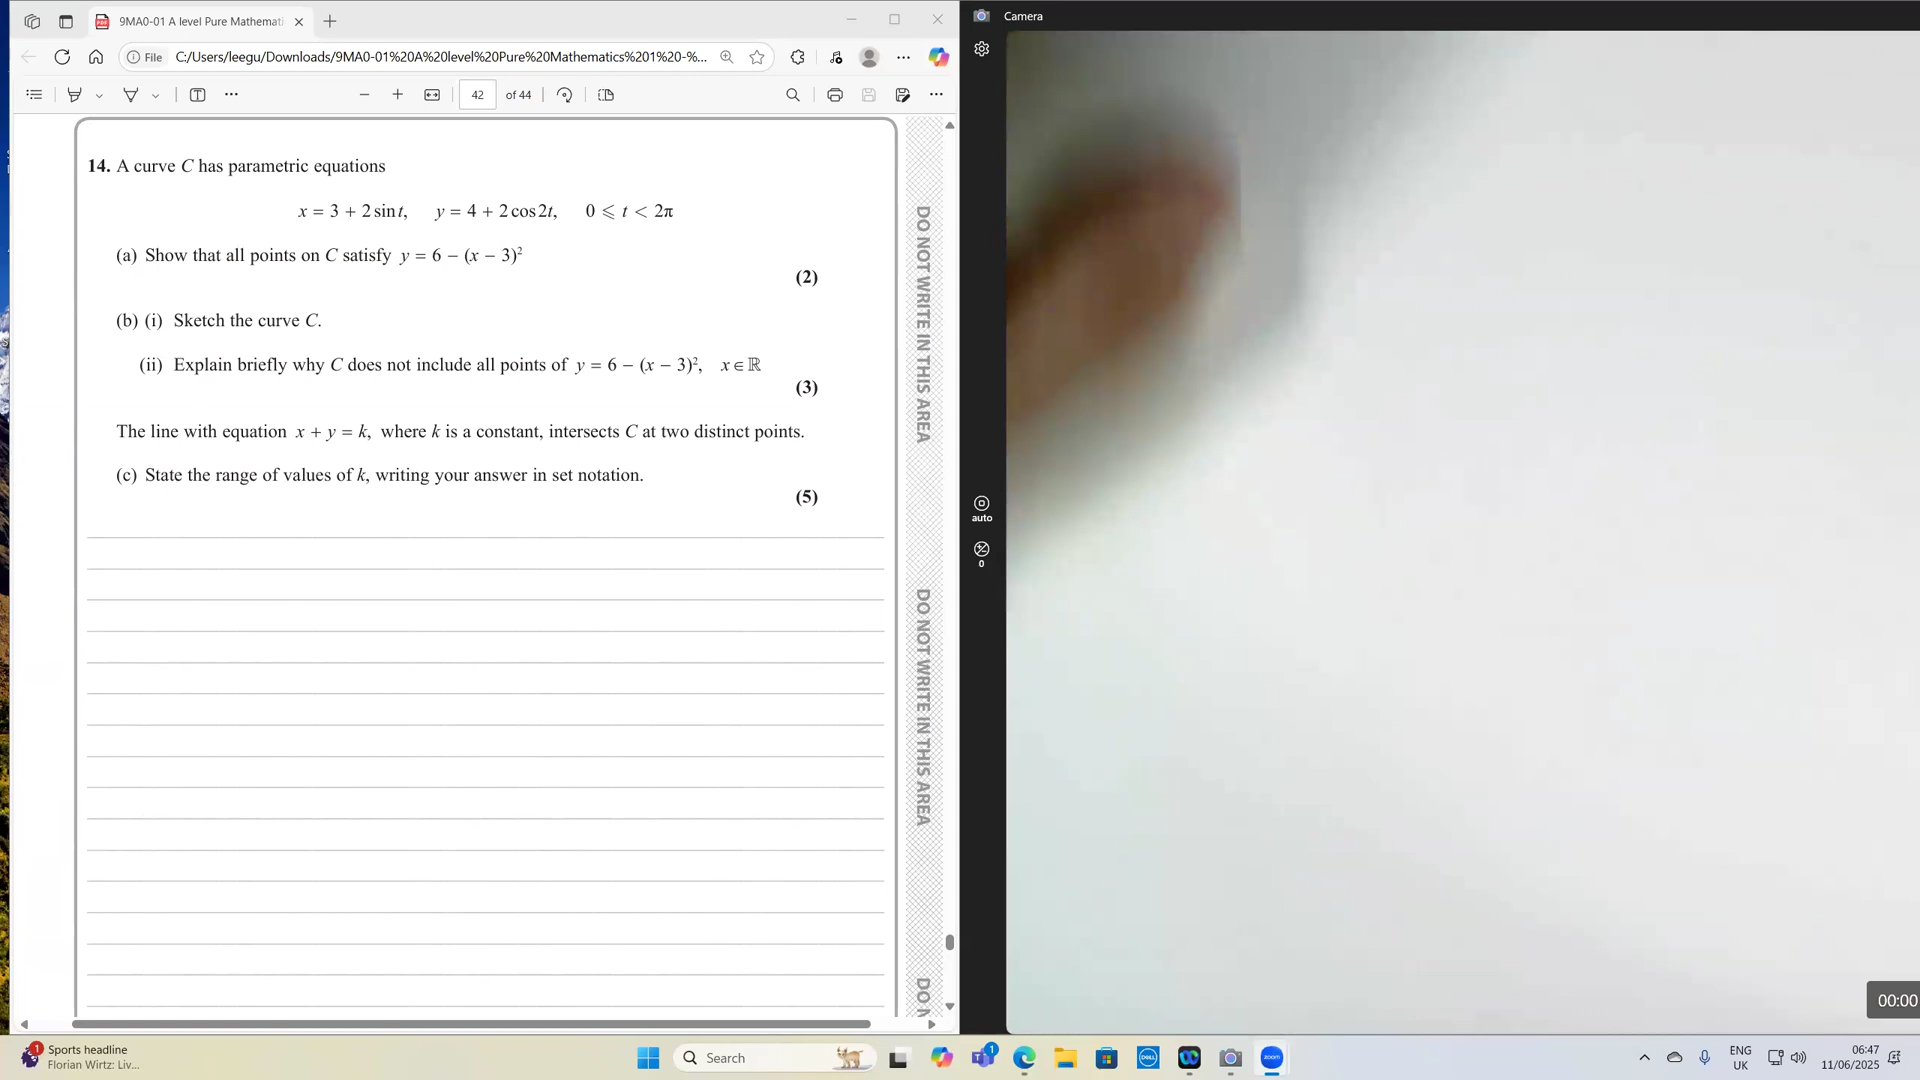 9MA0-01 A level Pure Mathemati
File
C:/Users/leegu/Downloads/9MA0-01%20A%20level%20Pure%20Mathematics%201%20-%...
42 of 44
14. A curve C has parametric equations
x = 3 + 2 sin t, y = 4 + 2 cos 2t, 0 ⩽ t < 2π
(a) Show that all points on C satisfy y = 6 − (x − 3)²
(2)
(b) (i) Sketch the curve C.
(ii) Explain briefly why C does not include all points of y = 6 − (x − 3)², x ∈ ℝ
(3)
The line with equation x + y = k, where k is a constant, intersects C at two distinct points.
(c) State the range of values of k, writing your answer in set notation.
(5)
DO NOT WRITE IN THIS AREA
DO NOT WRITE IN THIS AREA
DO N
Camera
auto
0
00:00
1
Sports headline
Florian Wirtz: Liv...
Search
1
DELL
zoom
ENG
UK
06:47
11/06/2025